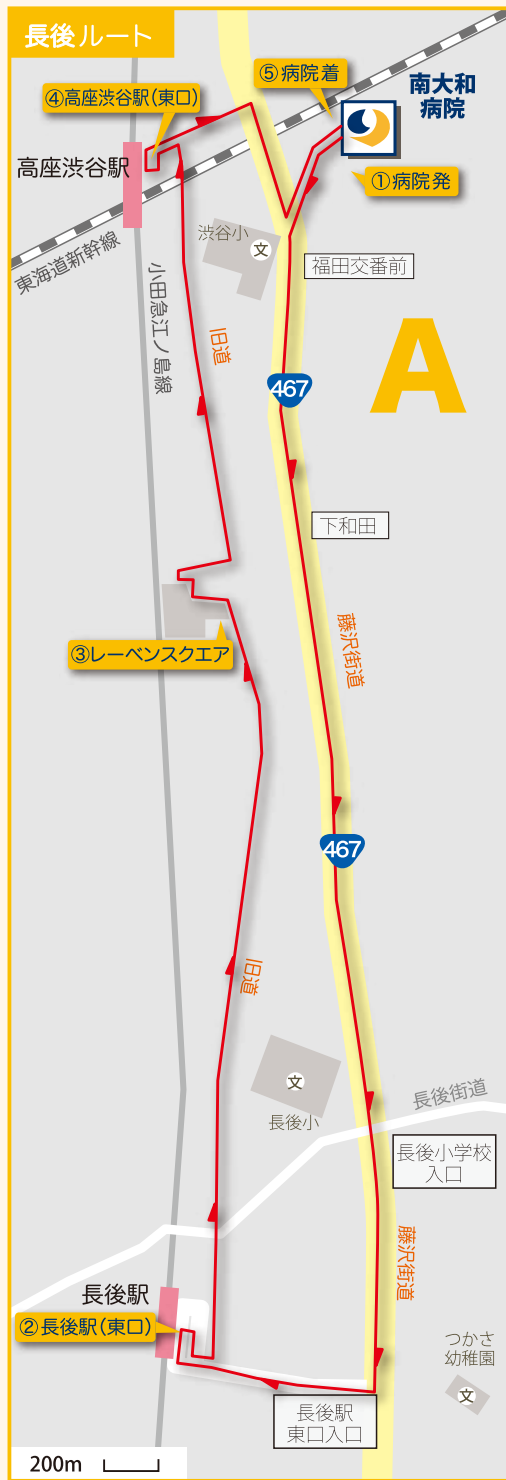 長後ルート
⑤病院着
南大和
病院
④高座渋谷駅(東口)
高座渋谷駅
①病院発
渋谷小
文
福田交番前
東海道新幹線
小田急江ノ島線
旧道
A
467
下和田
藤沢街道
③レーベンスクエア
467
旧道
文
長後小
長後街道
長後小学校
入口
藤沢街道
長後駅
②長後駅(東口)
つかさ
幼稚園
文
長後駅
東口入口
200m